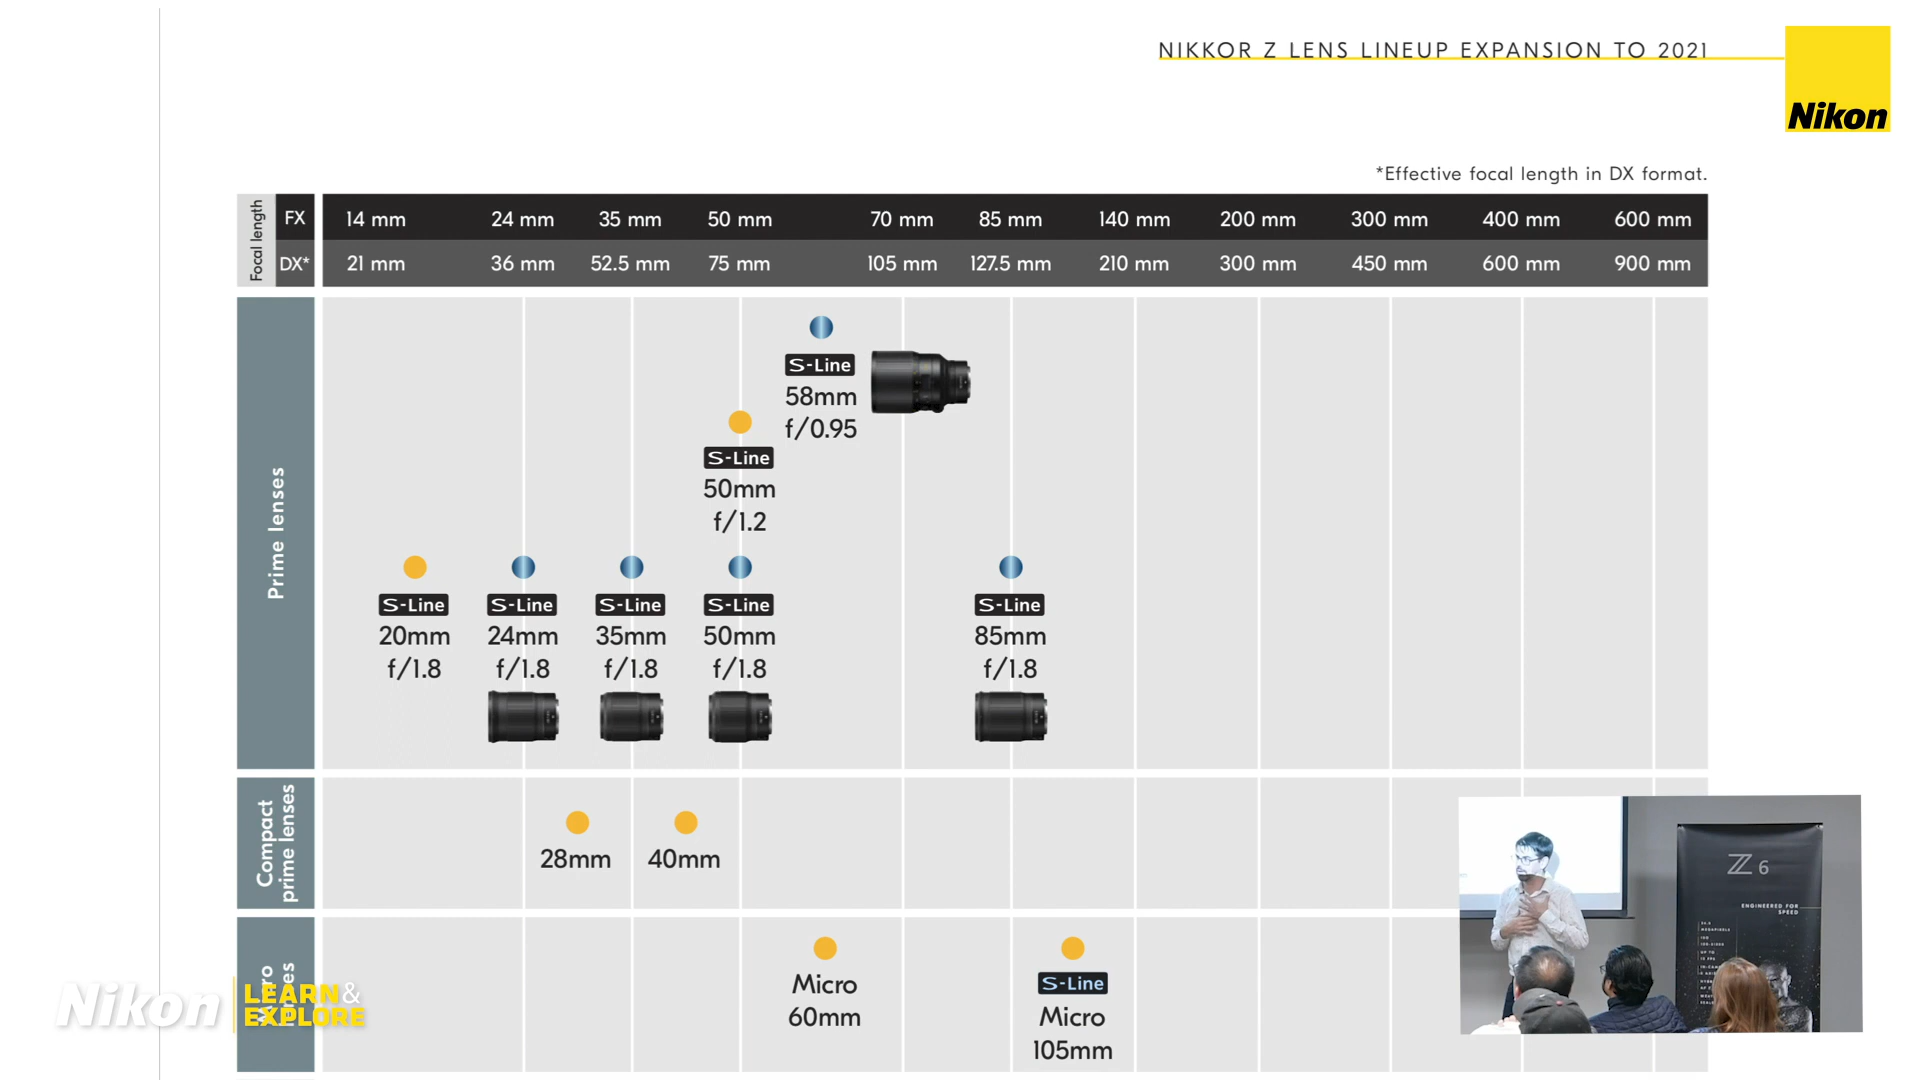 NIKKOR Z LENS LINEUP EXPANSION TO 2021
Nikon
*Effective focal length in DX format.
Focal length
FX
14 mm 24 mm 35 mm 50 mm 70 mm 85 mm 140 mm 200 mm 300 mm 400 mm 600 mm
DX*
21 mm 36 mm 52.5 mm 75 mm 105 mm 127.5 mm 210 mm 300 mm 450 mm 600 mm 900 mm
Prime lenses
S-Line
58mm
f/0.95
S-Line
50mm
f/1.2
S-Line
20mm
f/1.8
S-Line
24mm
f/1.8
S-Line
35mm
f/1.8
S-Line
50mm
f/1.8
S-Line
85mm
f/1.8
Compact
prime lenses
28mm
40mm
Micro
60mm
S-Line
Micro
105mm
Z 6
ENGINEERED FOR
SPEED
Nikon
LEARN&
EXPLORE